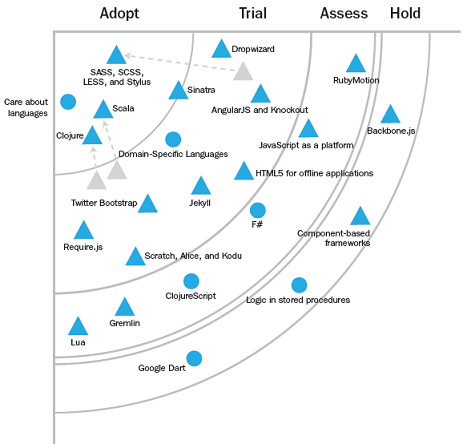 Adopt
Trial
Assess
Hold
Dropwizard
SASS, SCSS,
LESS, and Stylus
RubyMotion
Sinatra
Care about
languages
Scala
AngularJS and Knockout
Backbone.js
Clojure
JavaScript as a platform
Domain-Specific Languages
HTML5 for offline applications
Twitter Bootstrap
Jekyll
F#
Component-based
frameworks
Require.js
Scratch, Alice, and Kodu
ClojureScript
Logic in stored procedures
Gremlin
Lua
Google Dart